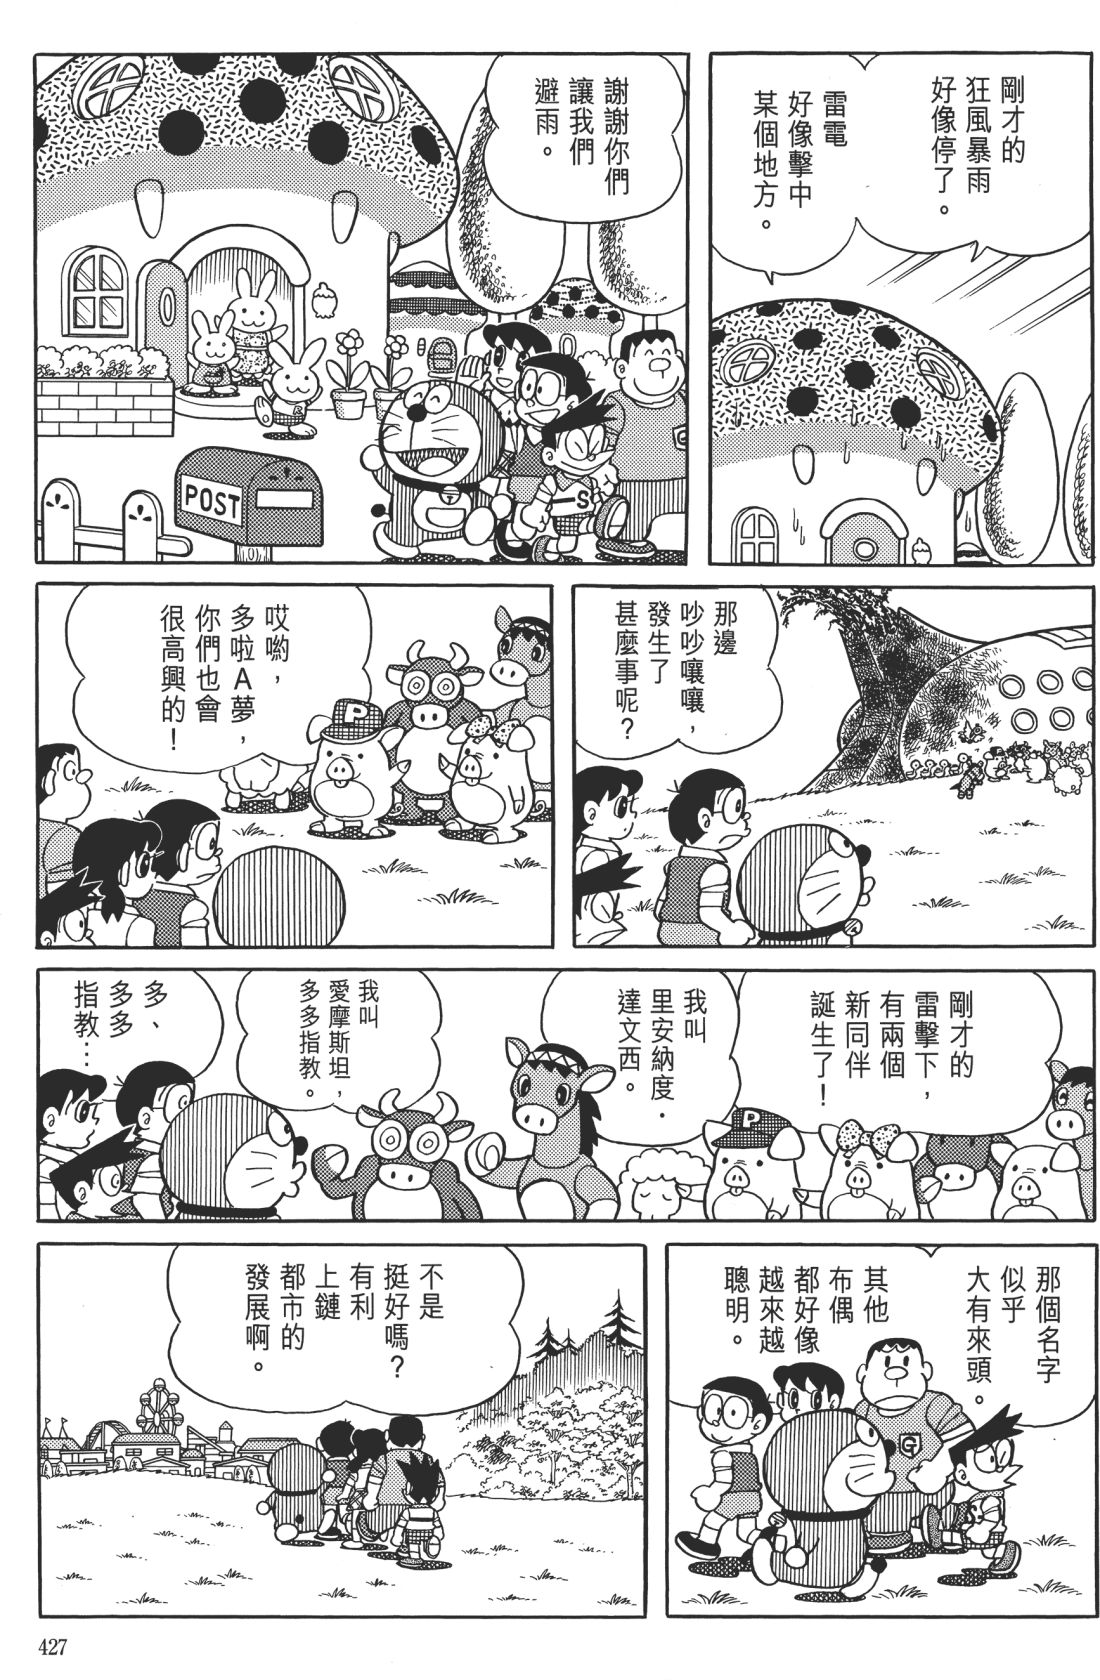 剛才的
狂風暴雨
好像停了。
雷電
好像擊中
某個地方。
謝謝你們
讓我們
避雨。
POST
S
G
那邊
吵吵嚷嚷，
發生了
甚麼事呢？
哎喲，
多啦A夢，
你們也會
很高興的！
P
剛才的
雷擊下，
有兩個
新同伴
誕生了！
我叫
里安納度．
達文西。
我叫
愛摩斯坦，
多多指教。
多、
多多
指教…
P
那個名字
似乎
大有來頭。
其他
布偶
都好像
越來越
聰明。
G
不是
挺好嗎？
有利
上鏈
都市的
發展啊。
427